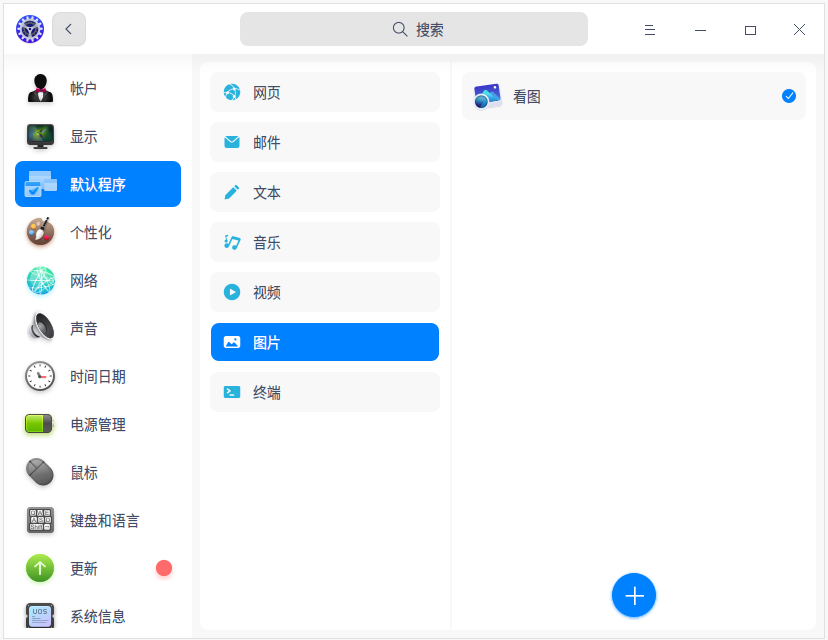 搜索
帐户
显示
默认程序
个性化
网络
声音
时间日期
电源管理
鼠标
键盘和语言
更新
UOS
系统信息
网页
邮件
文本
音乐
视频
图片
终端
看图